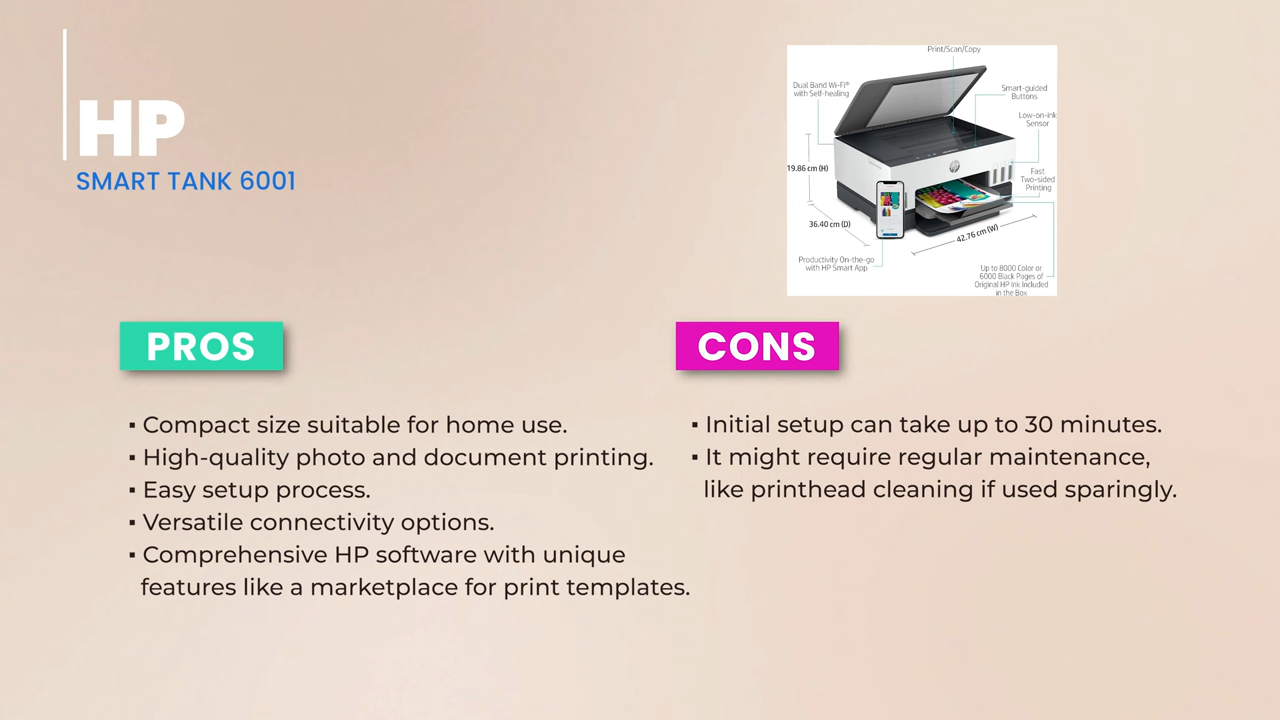 HP
SMART TANK 6001
Print/Scan/Copy
Dual Band Wi-Fi®
with Self-healing
Smart-guided
Buttons
Low-on-ink
Sensor
19.86 cm (H)
Fast
Two-sided
Printing
36.40 cm (D)
42.76 cm (W)
Productivity On-the-go
with HP Smart App
Up to 8000 Color or
6000 Black Pages of
Original HP Ink Included
in the Box
PROS
▪ Compact size suitable for home use.
▪ High-quality photo and document printing.
▪ Easy setup process.
▪ Versatile connectivity options.
▪ Comprehensive HP software with unique
features like a marketplace for print templates.
CONS
▪ Initial setup can take up to 30 minutes.
▪ It might require regular maintenance,
like printhead cleaning if used sparingly.